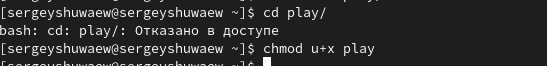 [sergeyshuwaew@sergeyshuwaew ~]$ cd play/
bash: cd: play/: Отказано в доступе
[sergeyshuwaew@sergeyshuwaew ~]$ chmod u+x play
[sergeyshuwaew@sergeyshuwaew ~]$